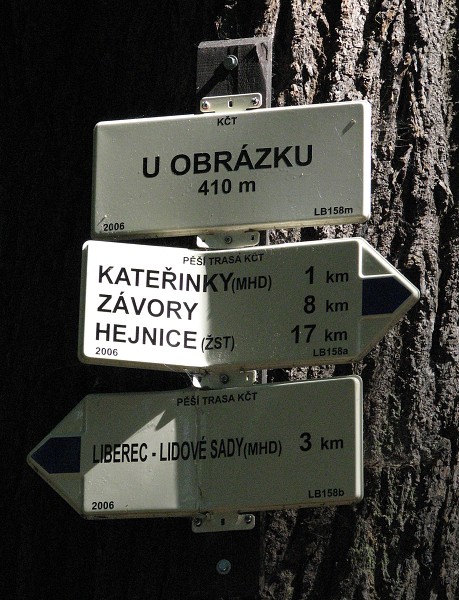 KČT
U OBRÁZKU
410 m
2006 LB158m
PĚŠÍ TRASA KČT
KATEŘINKY(MHD) 1 km
ZÁVORY 8 km
HEJNICE(ŽST) 17 km
2006 LB158a
PĚŠÍ TRASA KČT
LIBEREC - LIDOVÉ SADY(MHD) 3 km
2006 LB158b